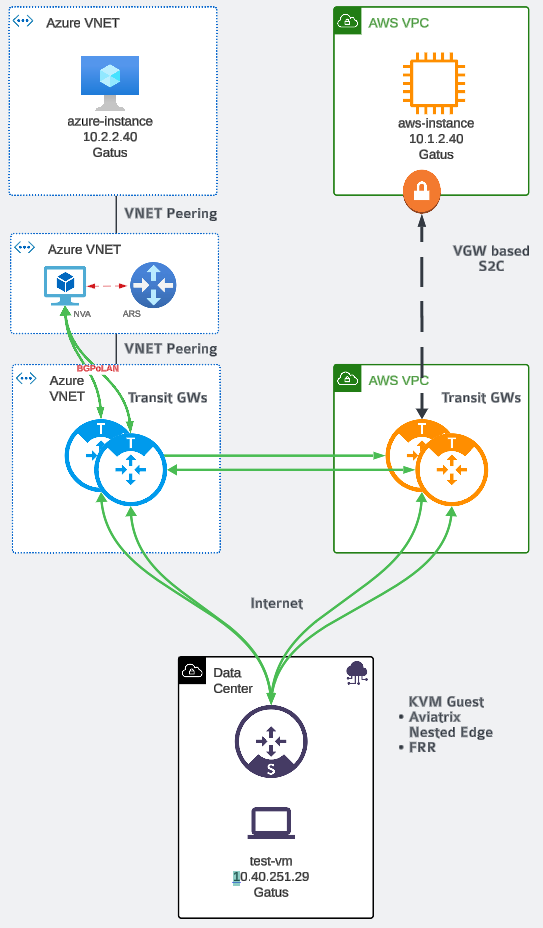 Azure VNET
azure-instance
10.2.2.40
Gatus
AWS VPC
aws-instance
10.1.2.40
Gatus
VNET Peering
Azure VNET
NVA
ARS
VGW based
S2C
VNET Peering
BGPoLAN
Azure
VNET
Transit GWs
T
T
AWS VPC
Transit GWs
T
T
Internet
Data
Center
S
test-vm
10.40.251.29
Gatus
KVM Guest
• Aviatrix
Nested Edge
• FRR